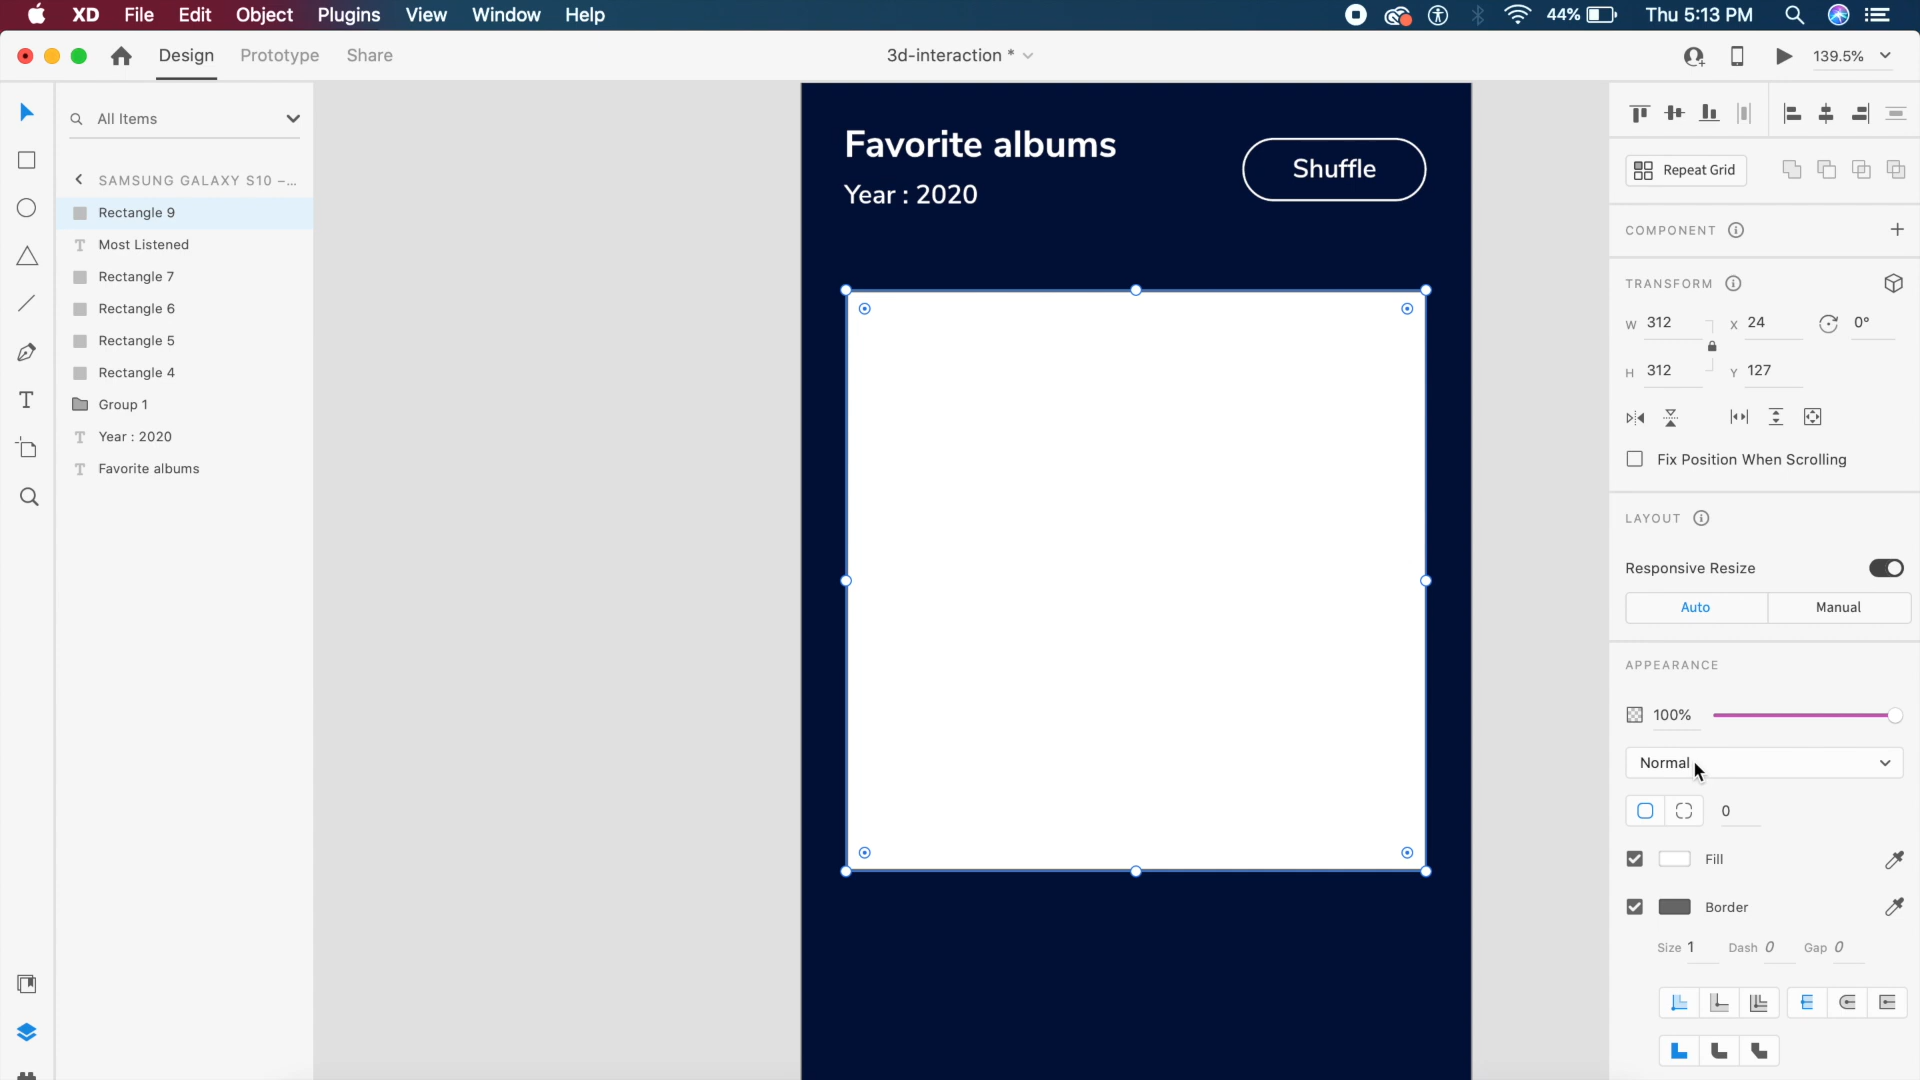 XD File Edit Object Plugins View Window Help 44% Thu 5:13 PM
Design Prototype Share 3d-interaction * 139.5%
All Items
SAMSUNG GALAXY S10 –...
Rectangle 9
Most Listened
Rectangle 7
Rectangle 6
Rectangle 5
Rectangle 4
Group 1
Year : 2020
Favorite albums
Favorite albums
Year : 2020
Shuffle
Repeat Grid
COMPONENT
TRANSFORM
W 312 X 24 0°
H 312 Y 127
Fix Position When Scrolling
LAYOUT
Responsive Resize
Auto Manual
APPEARANCE
100%
Normal
0
Fill
Border
Size 1 Dash 0 Gap 0